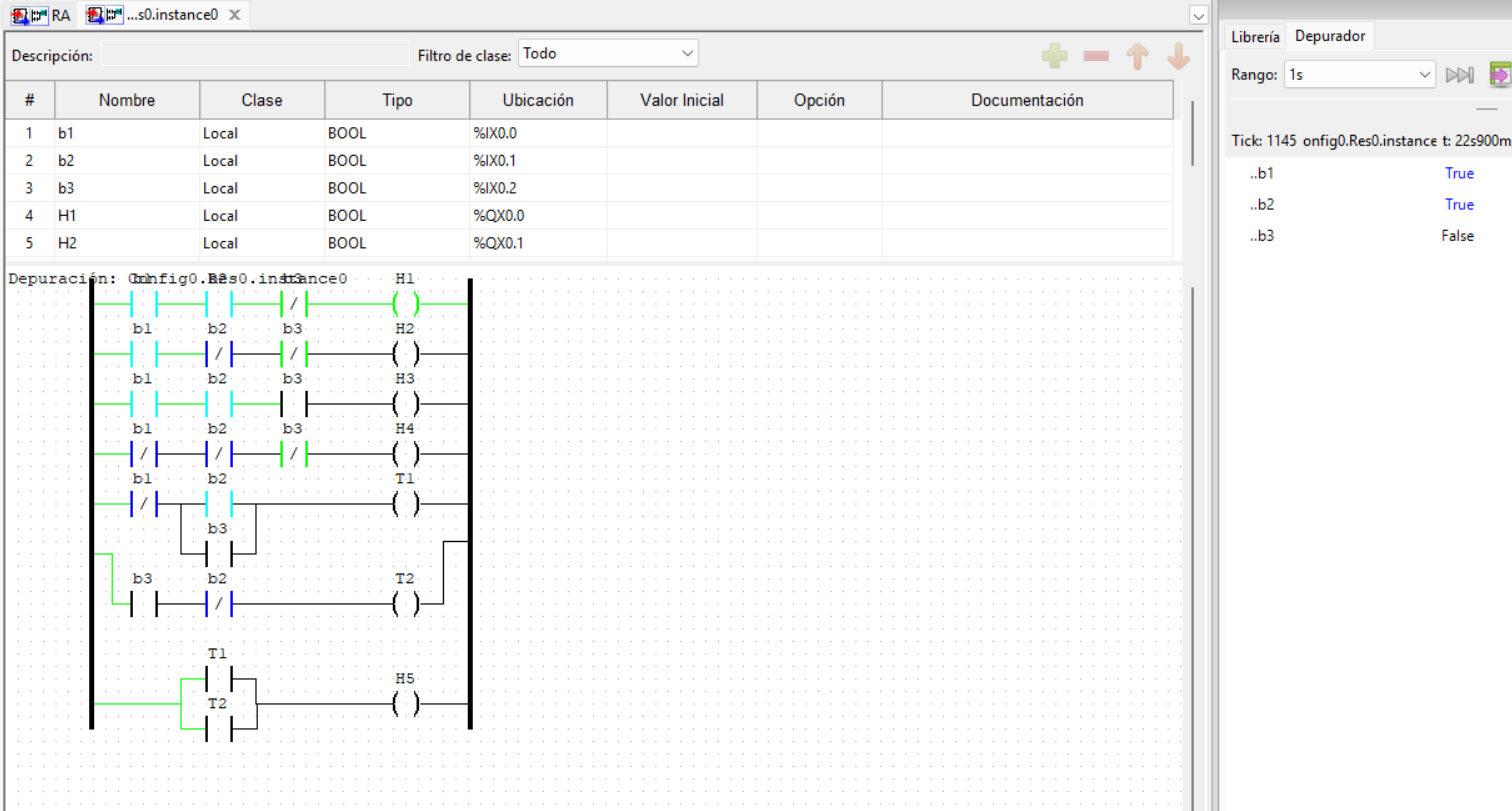 RA ...s0.instance0
Descripción: Filtro de clase: Todo
# Nombre Clase Tipo Ubicación Valor Inicial Opción Documentación
1 b1 Local BOOL %IX0.0
2 b2 Local BOOL %IX0.1
3 b3 Local BOOL %IX0.2
4 H1 Local BOOL %QX0.0
5 H2 Local BOOL %QX0.1
Depuración: Config0.Res0.instance0 H1
b1 b2 b3 H2
b1 b2 b3 H3
b1 b2 b3 H4
b1 b2 T1
b3
b3 b2 T2
T1
H5
T2
Librería Depurador
Rango: 1s
Tick: 1145 onfig0.Res0.instance t: 22s900m
..b1 True
..b2 True
..b3 False